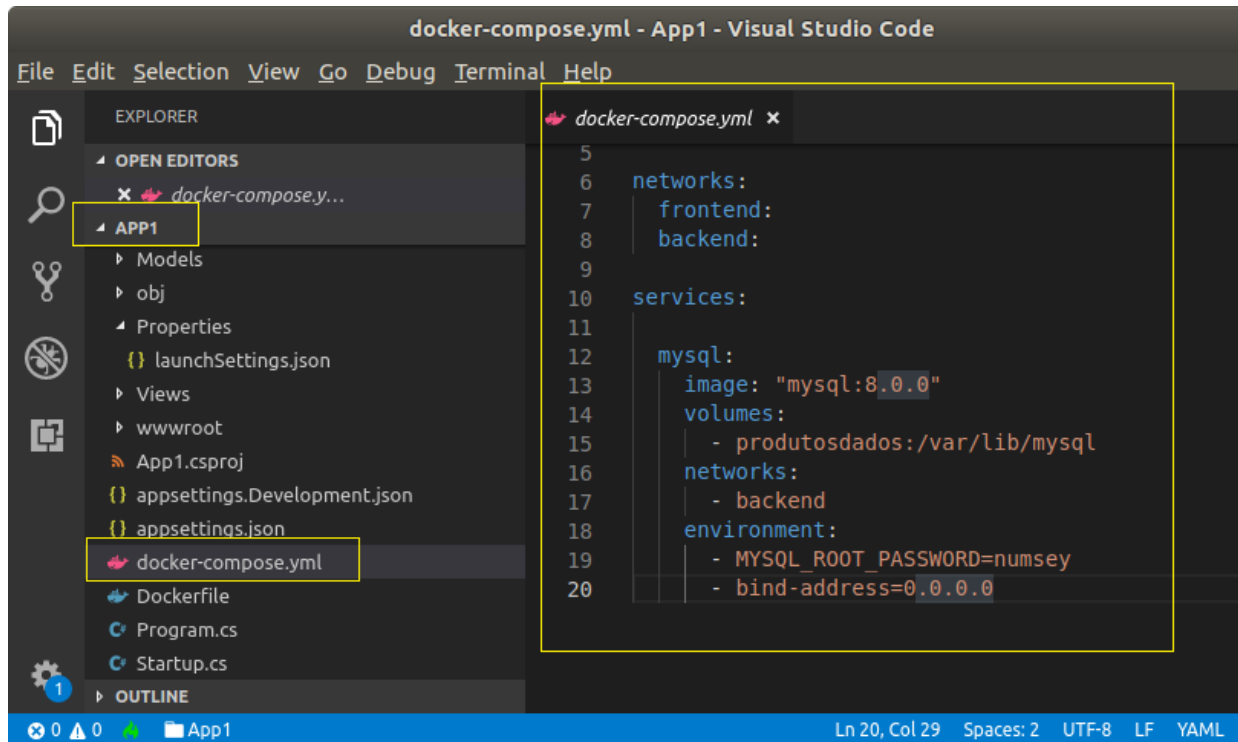 docker-compose.yml - App1 - Visual Studio Code
File Edit Selection View Go Debug Terminal Help
EXPLORER
OPEN EDITORS
docker-compose.y...
APP1
Models
obj
Properties
{} launchSettings.json
Views
wwwroot
App1.csproj
{} appsettings.Development.json
{} appsettings.json
docker-compose.yml
Dockerfile
C# Program.cs
C# Startup.cs
OUTLINE
1
docker-compose.yml ×
5
6 networks:
7 frontend:
8 backend:
9
10 services:
11
12 mysql:
13 image: "mysql:8.0.0"
14 volumes:
15 - produtosdados:/var/lib/mysql
16 networks:
17 - backend
18 environment:
19 - MYSQL_ROOT_PASSWORD=numsey
20 - bind-address=0.0.0.0
0 0 App1 Ln 20, Col 29 Spaces: 2 UTF-8 LF YAML